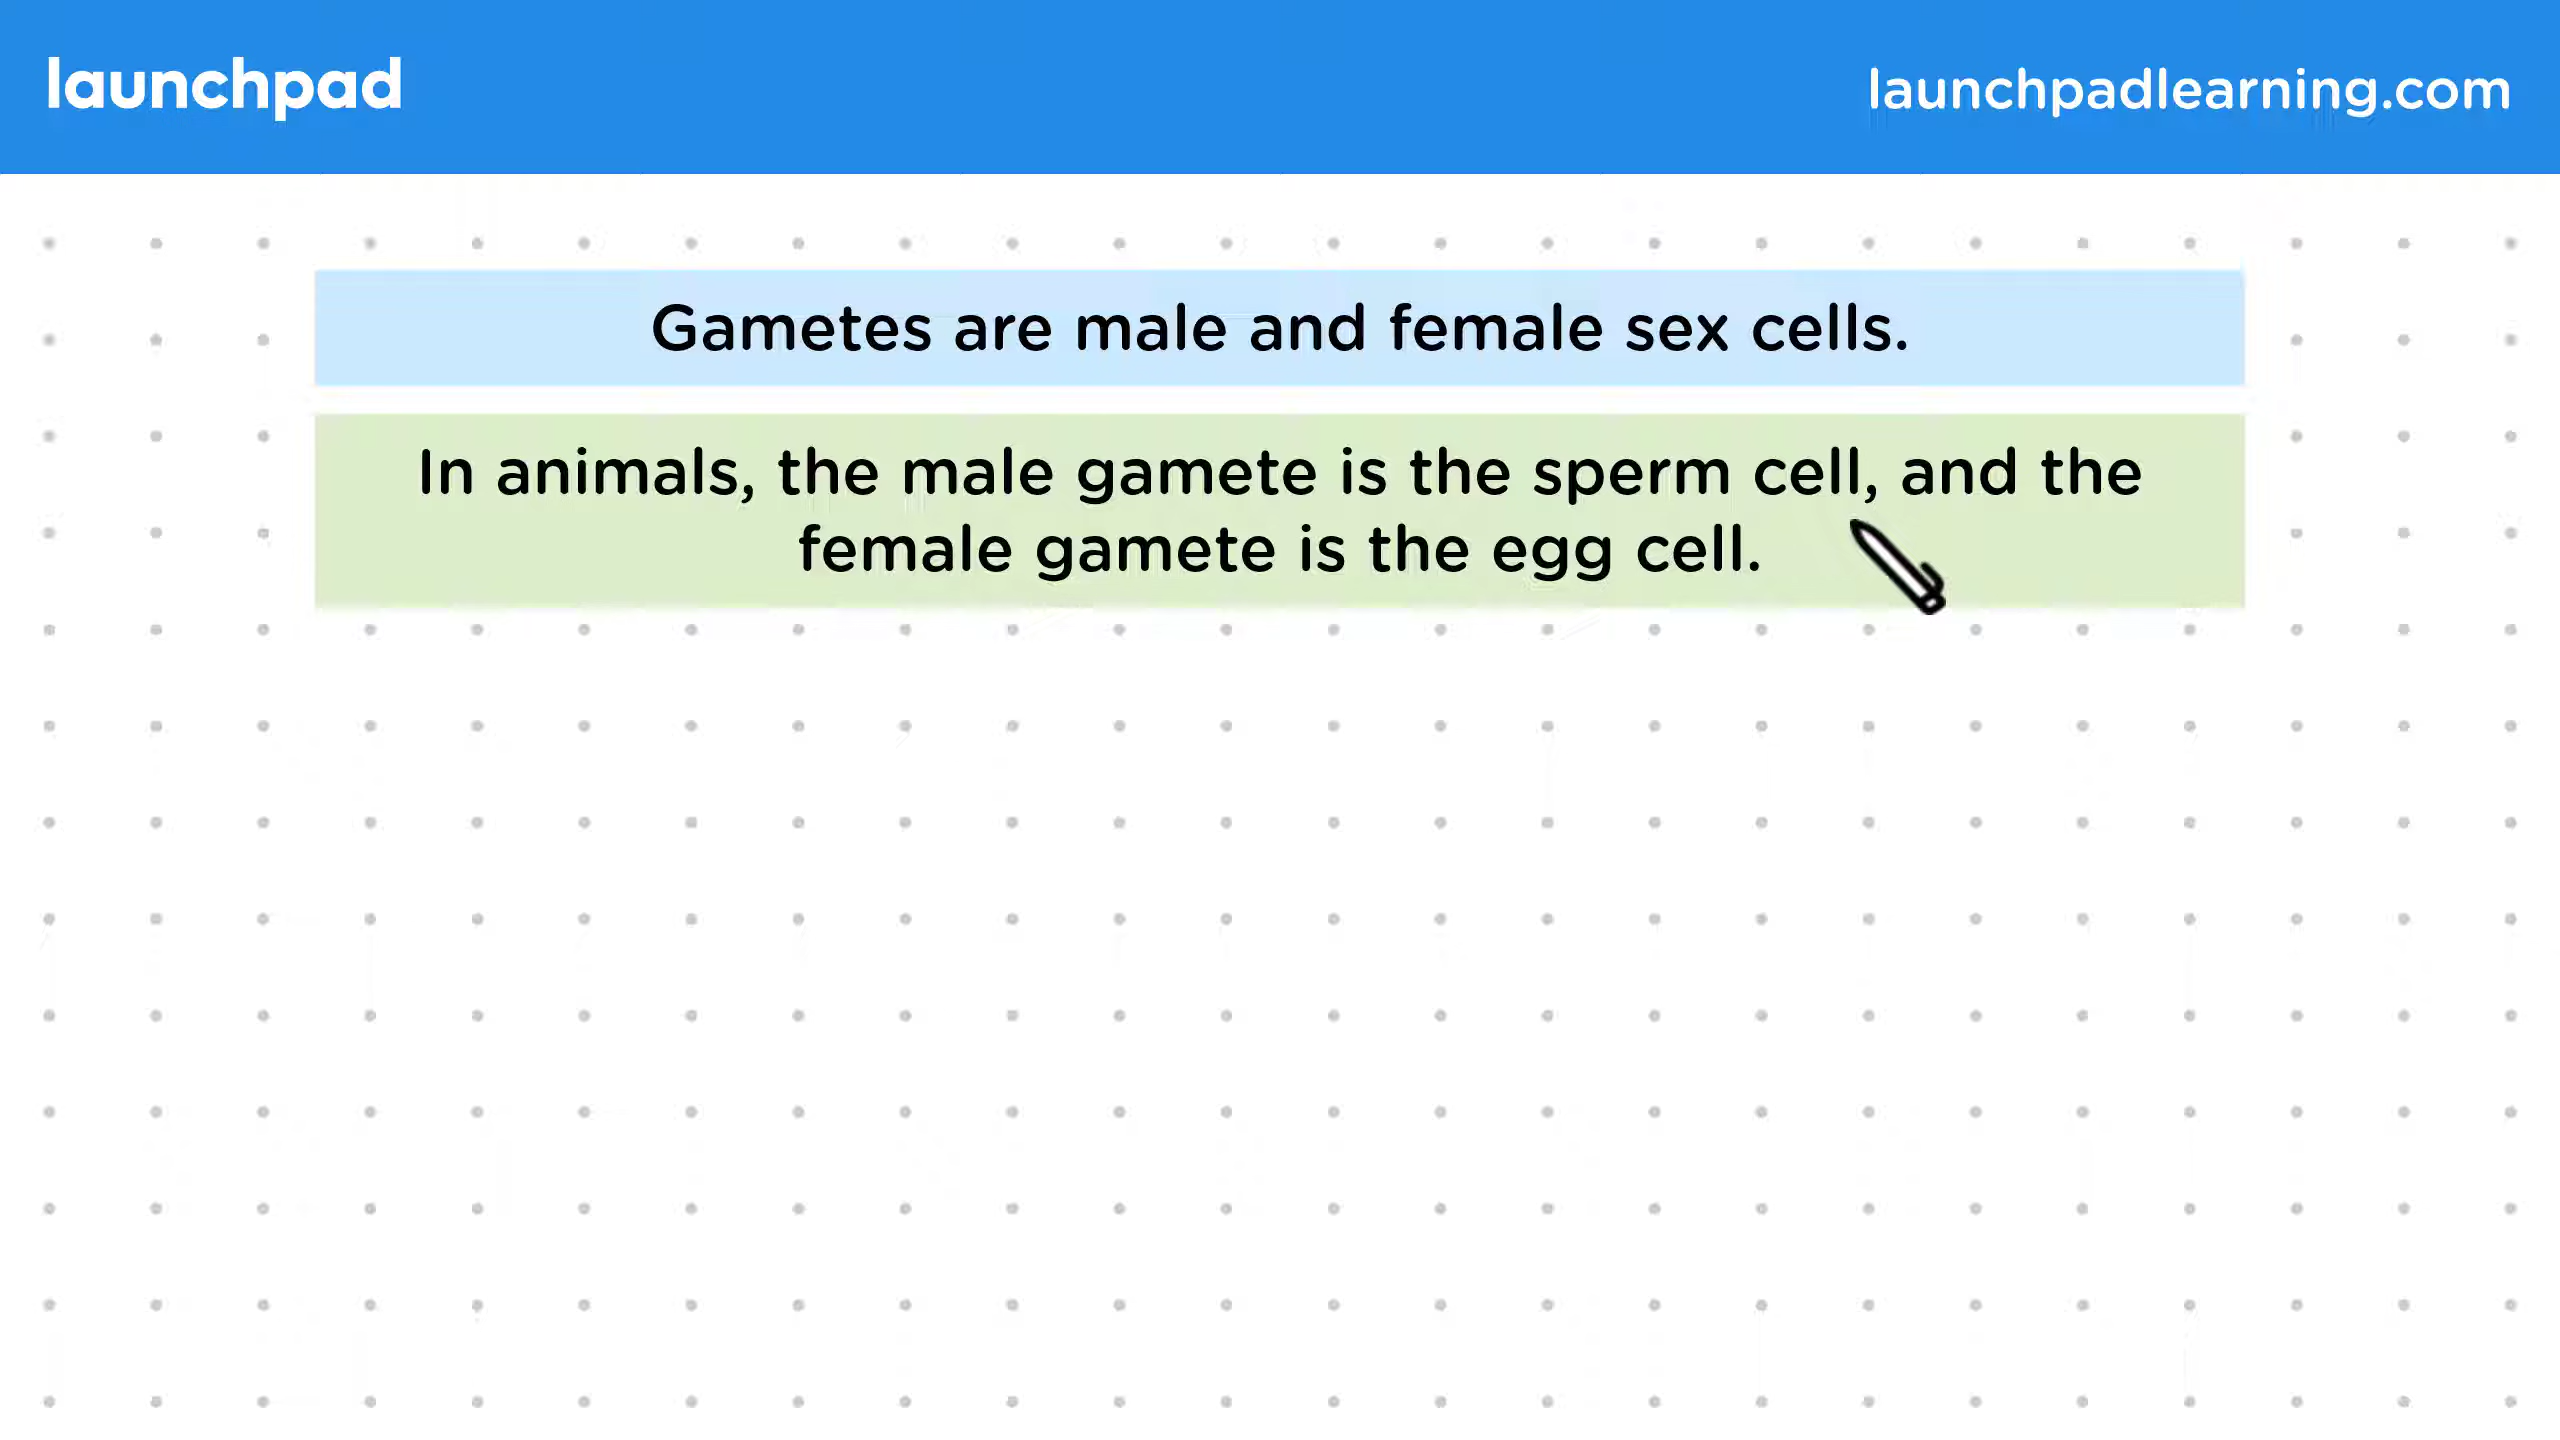 launchpad
launchpadlearning.com
Gametes are male and female sex cells.
In animals, the male gamete is the sperm cell, and the
female gamete is the egg cell.